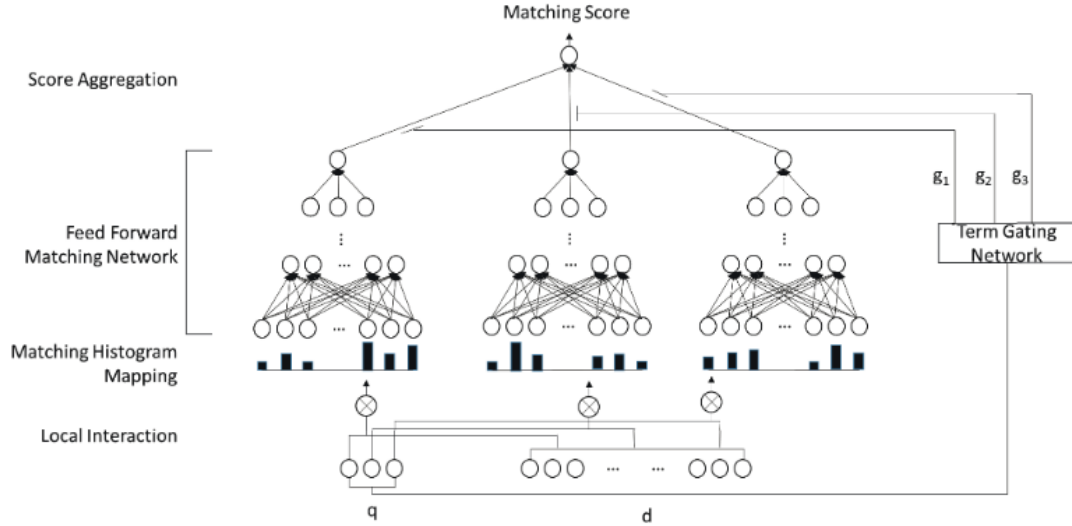 Matching Score
Score Aggregation
g₁ g₂ g₃
Feed Forward
Matching Network
...
...
...
Term Gating
Network
... ... ...
... ... ...
Matching Histogram
Mapping
Local Interaction
... ...
q d